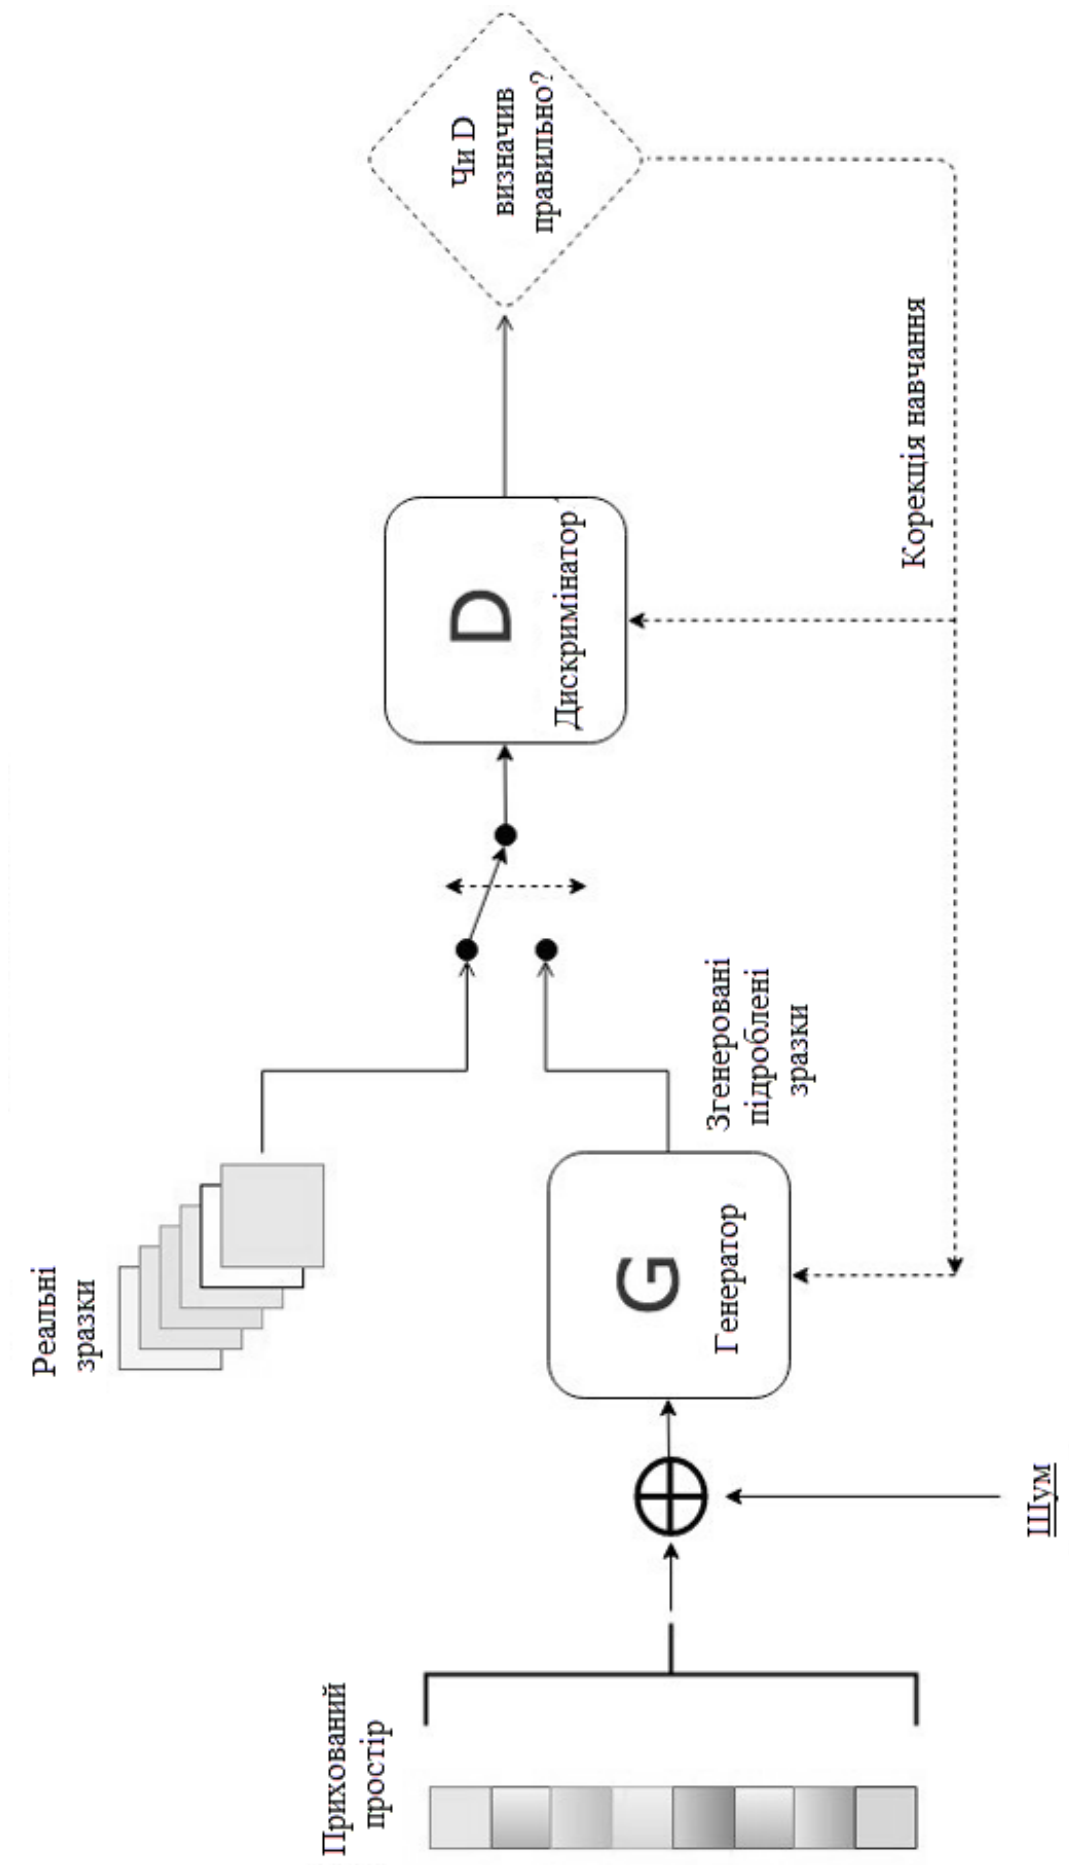 Прихований
простір
Шум
G
Генератор
Реальні
зразки
Згенеровані
підроблені
зразки
D
Дискримінатор
Чи D
визначив
правильно?
Корекція навчання